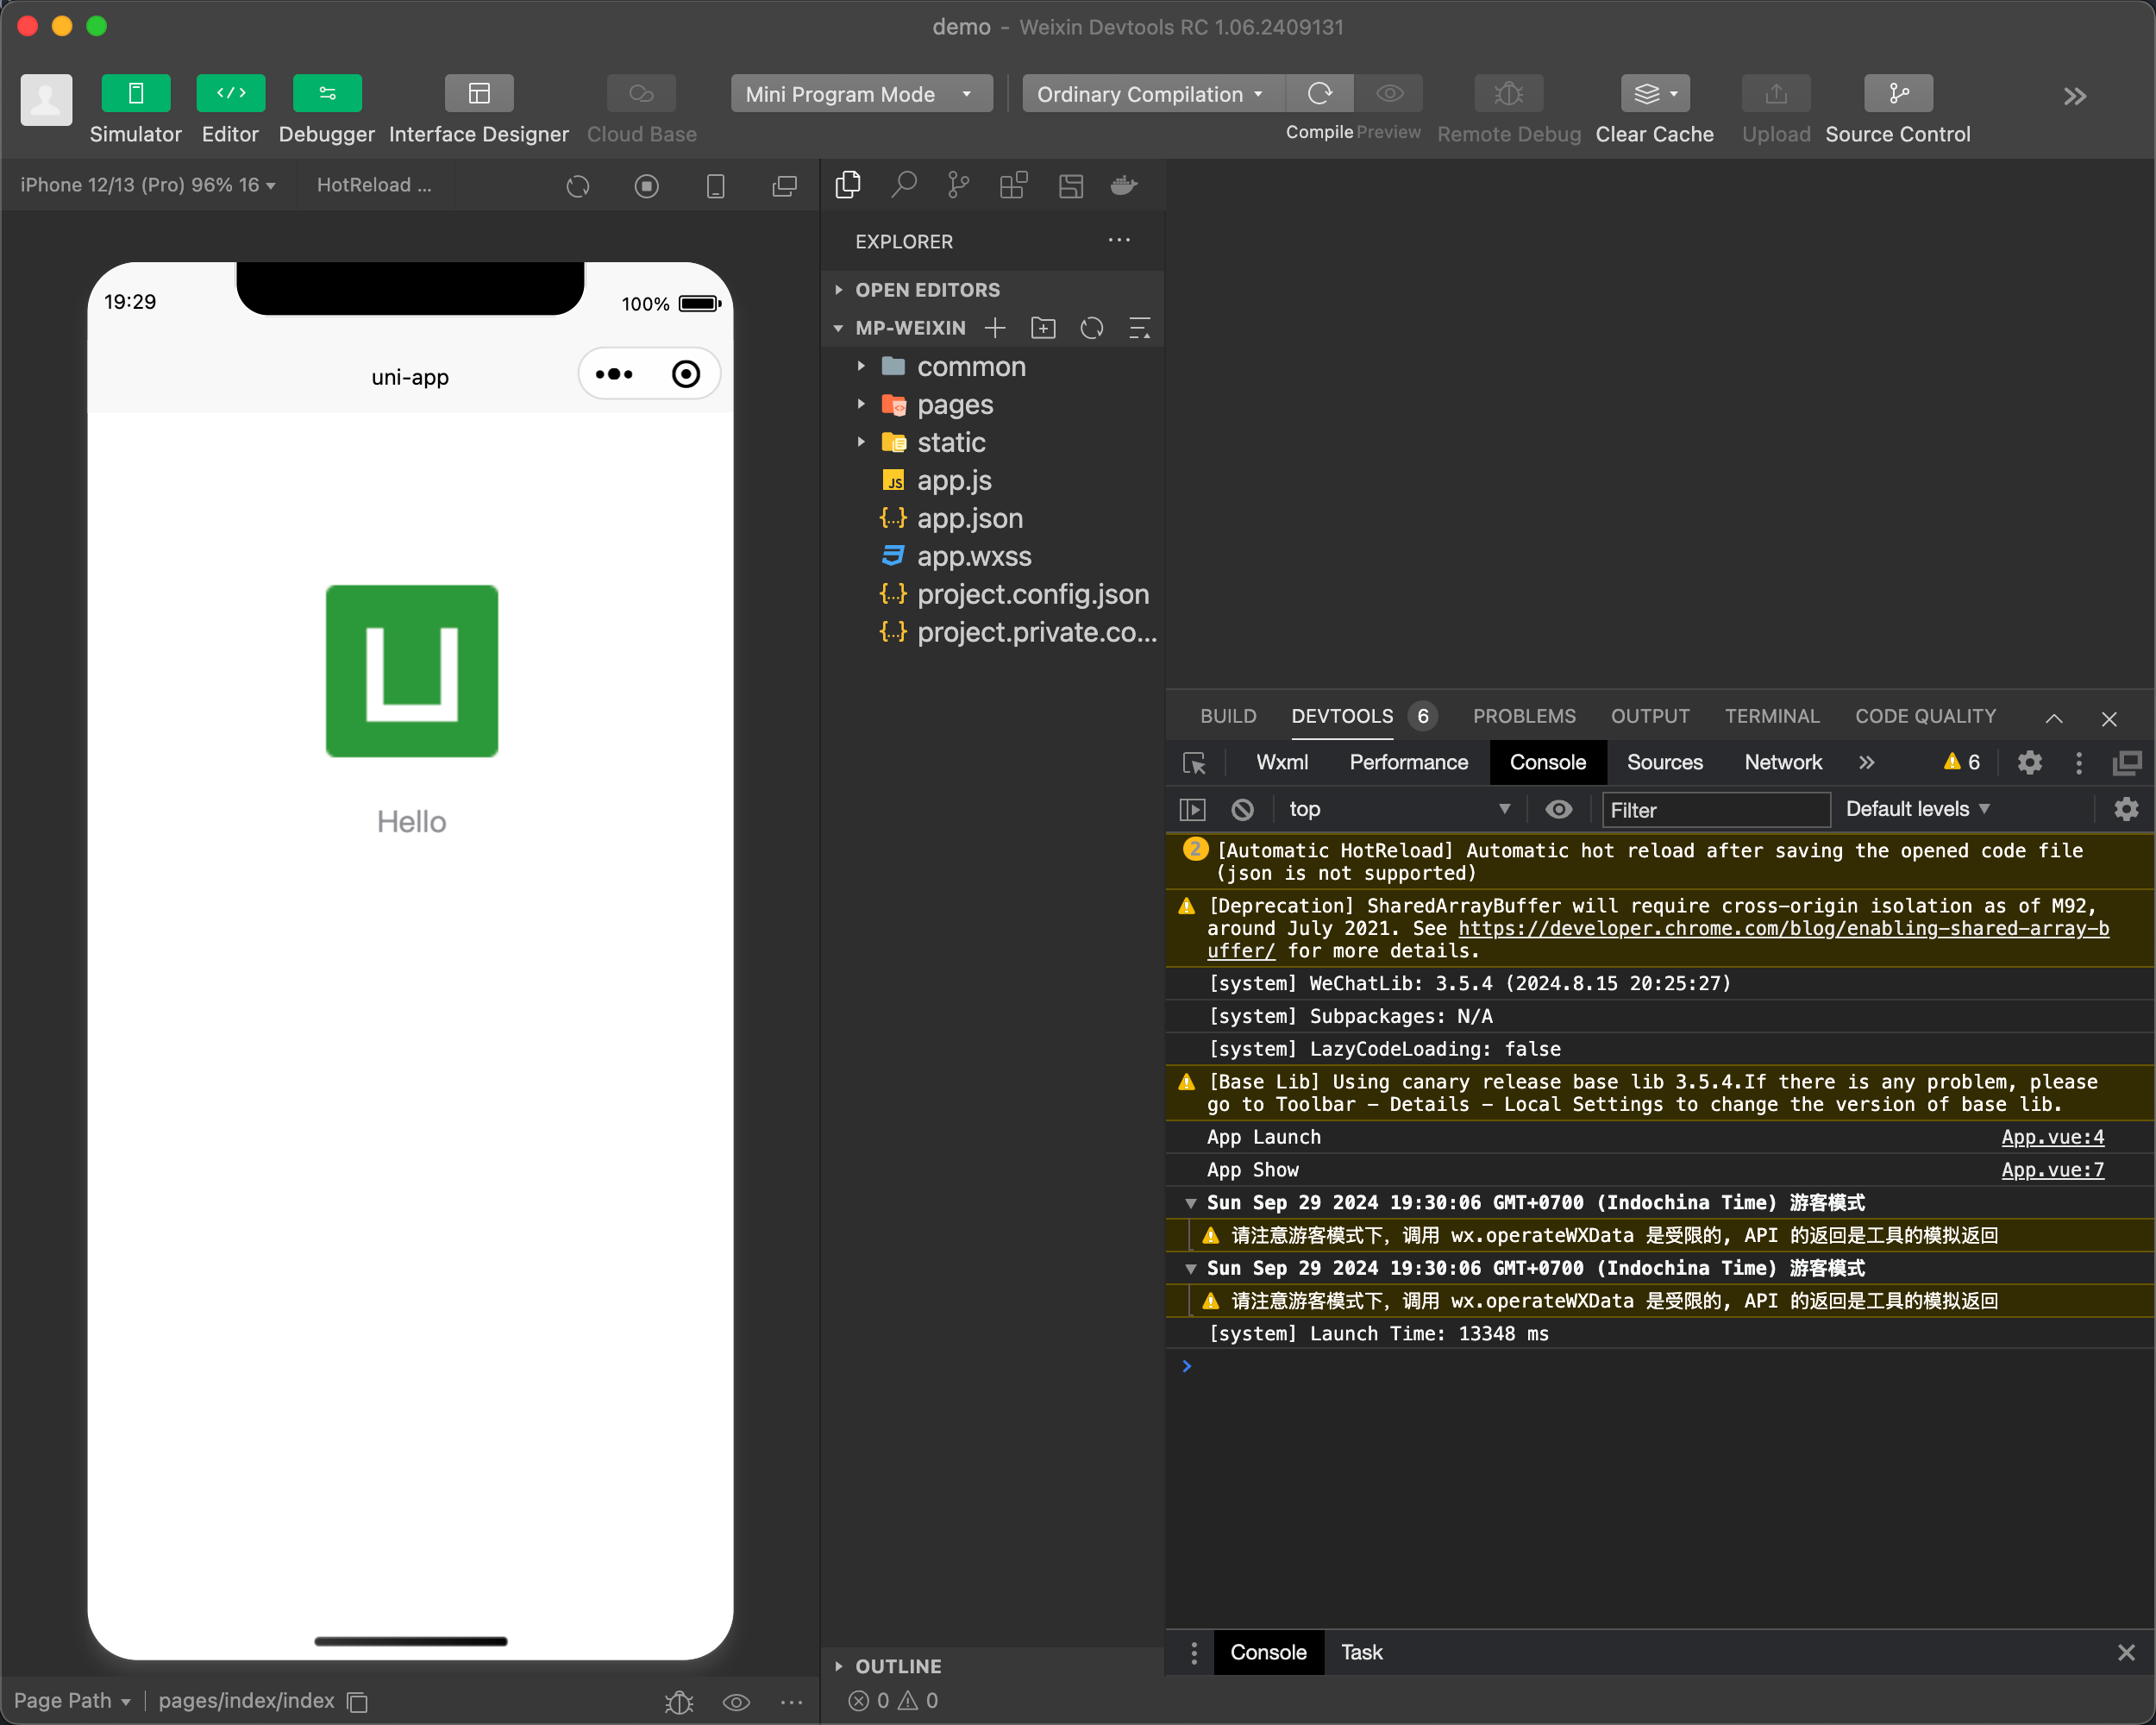 demo – Weixin Devtools RC 1.06.2409131
Simulator
Editor
Debugger
Interface Designer
Cloud Base
Mini Program Mode
Ordinary Compilation
Compile
Preview
Remote Debug
Clear Cache
Upload
Source Control
iPhone 12/13 (Pro) 96% 16
HotReload ...
19:29
100%
uni-app
Hello
Page Path
pages/index/index
EXPLORER
OPEN EDITORS
MP-WEIXIN
common
pages
static
JS app.js
{..} app.json
app.wxss
{..} project.config.json
{..} project.private.co...
OUTLINE
0 0
BUILD
DEVTOOLS 6
PROBLEMS
OUTPUT
TERMINAL
CODE QUALITY
Wxml
Performance
Console
Sources
Network
6
top
Filter
Default levels
2 [Automatic HotReload] Automatic hot reload after saving the opened code file
(json is not supported)
[Deprecation] SharedArrayBuffer will require cross-origin isolation as of M92,
around July 2021. See https://developer.chrome.com/blog/enabling-shared-array-b
uffer/ for more details.
[system] WeChatLib: 3.5.4 (2024.8.15 20:25:27)
[system] Subpackages: N/A
[system] LazyCodeLoading: false
[Base Lib] Using canary release base lib 3.5.4.If there is any problem, please
go to Toolbar – Details – Local Settings to change the version of base lib.
App Launch App.vue:4
App Show App.vue:7
Sun Sep 29 2024 19:30:06 GMT+0700 (Indochina Time) 游客模式
请注意游客模式下，调用 wx.operateWXData 是受限的, API 的返回是工具的模拟返回
Sun Sep 29 2024 19:30:06 GMT+0700 (Indochina Time) 游客模式
请注意游客模式下，调用 wx.operateWXData 是受限的, API 的返回是工具的模拟返回
[system] Launch Time: 13348 ms
Console
Task